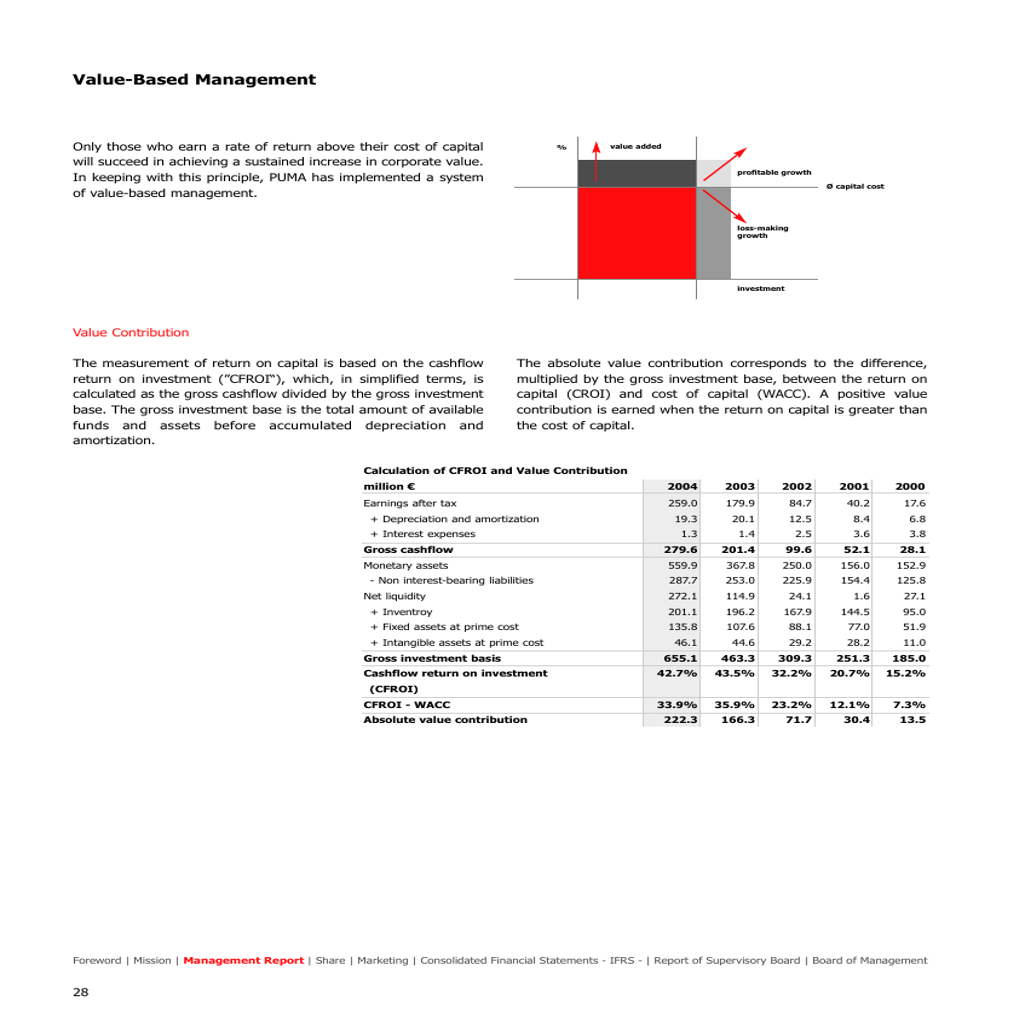 Value-Based Management
Only those who earn a rate of return above their cost of capital
will succeed in achieving a sustained increase in corporate value.
In keeping with this principle, PUMA has implemented a system
of value-based management.
%
value added
profitable growth
Ø capital cost
loss-making
growth
investment
Value Contribution
The measurement of return on capital is based on the cashflow
return on investment (”CFROI“), which, in simplified terms, is
calculated as the gross cashflow divided by the gross investment
base. The gross investment base is the total amount of available
funds and assets before accumulated depreciation and
amortization.
The absolute value contribution corresponds to the difference,
multiplied by the gross investment base, between the return on
capital (CROI) and cost of capital (WACC). A positive value
contribution is earned when the return on capital is greater than
the cost of capital.
Calculation of CFROI and Value Contribution
million € 2004 2003 2002 2001 2000
Earnings after tax 259.0 179.9 84.7 40.2 17.6
+ Depreciation and amortization 19.3 20.1 12.5 8.4 6.8
+ Interest expenses 1.3 1.4 2.5 3.6 3.8
Gross cashflow 279.6 201.4 99.6 52.1 28.1
Monetary assets 559.9 367.8 250.0 156.0 152.9
- Non interest-bearing liabilities 287.7 253.0 225.9 154.4 125.8
Net liquidity 272.1 114.9 24.1 1.6 27.1
+ Inventroy 201.1 196.2 167.9 144.5 95.0
+ Fixed assets at prime cost 135.8 107.6 88.1 77.0 51.9
+ Intangible assets at prime cost 46.1 44.6 29.2 28.2 11.0
Gross investment basis 655.1 463.3 309.3 251.3 185.0
Cashflow return on investment 42.7% 43.5% 32.2% 20.7% 15.2%
(CFROI)
CFROI - WACC 33.9% 35.9% 23.2% 12.1% 7.3%
Absolute value contribution 222.3 166.3 71.7 30.4 13.5
Foreword | Mission | Management Report | Share | Marketing | Consolidated Financial Statements - IFRS - | Report of Supervisory Board | Board of Management
28